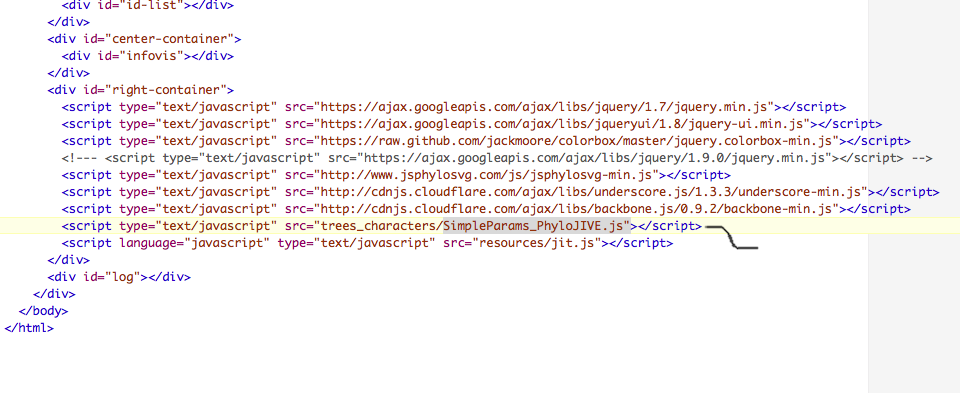 <div id="id-list"></div>
</div>
<div id="center-container">
<div id="infovis"></div>
</div>
<div id="right-container">
<script type="text/javascript" src="https://ajax.googleapis.com/ajax/libs/jquery/1.7/jquery.min.js"></script>
<script type="text/javascript" src="https://ajax.googleapis.com/ajax/libs/jqueryui/1.8/jquery-ui.min.js"></script>
<script type="text/javascript" src="https://raw.github.com/jackmoore/colorbox/master/jquery.colorbox-min.js"></script>
<!--- <script type="text/javascript" src="https://ajax.googleapis.com/ajax/libs/jquery/1.9.0/jquery.min.js"></script> -->
<script type="text/javascript" src="http://www.jsphylosvg.com/js/jsphylosvg-min.js"></script>
<script type="text/javascript" src="http://cdnjs.cloudflare.com/ajax/libs/underscore.js/1.3.3/underscore-min.js"></script>
<script type="text/javascript" src="http://cdnjs.cloudflare.com/ajax/libs/backbone.js/0.9.2/backbone-min.js"></script>
<script type="text/javascript" src="trees_characters/SimpleParams_PhyloJIVE.js"></script>
<script language="javascript" type="text/javascript" src="resources/jit.js"></script>
</div>
<div id="log"></div>
</div>
</body>
</html>